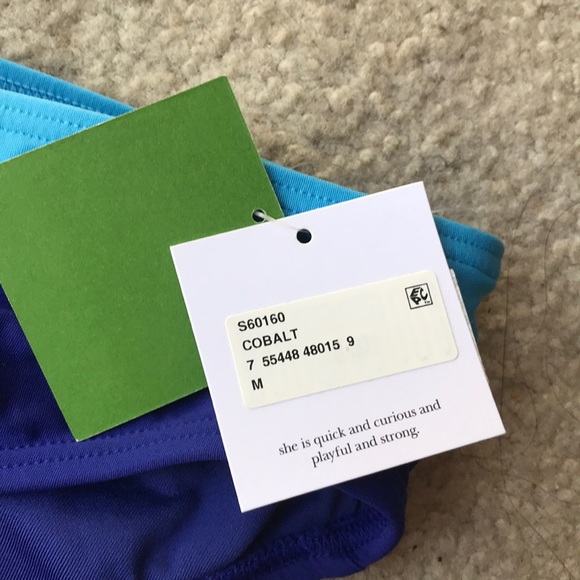 S60160
COBALT
7 55448 48015 9
M
she is quick and curious and
playful and strong.